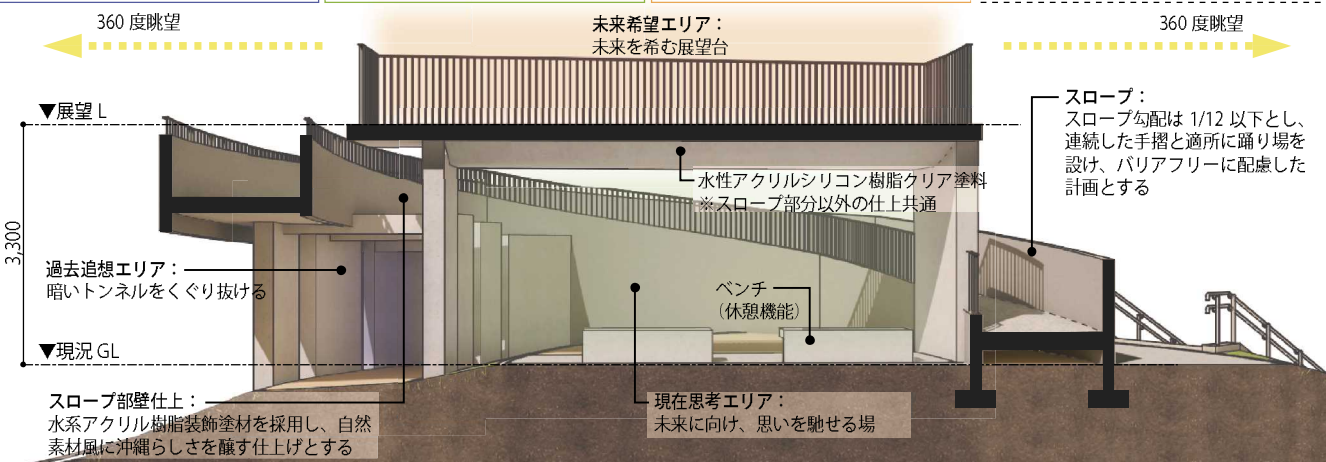 360 度眺望
未来希望エリア：
未来を希む展望台
360 度眺望
▼展望 L
スロープ：
スロープ勾配は 1/12 以下とし、
連続した手摺と適所に踊り場を
設け、バリアフリーに配慮した
計画とする
水性アクリルシリコン樹脂クリア塗料
※スロープ部分以外の仕上共通
3,300
過去追想エリア：
暗いトンネルをくぐり抜ける
ベンチ
（休憩機能）
▼現況 GL
スロープ部壁仕上：
水系アクリル樹脂装飾塗材を採用し、自然
素材風に沖縄らしさを醸す仕上げとする
現在思考エリア：
未来に向け、思いを馳せる場